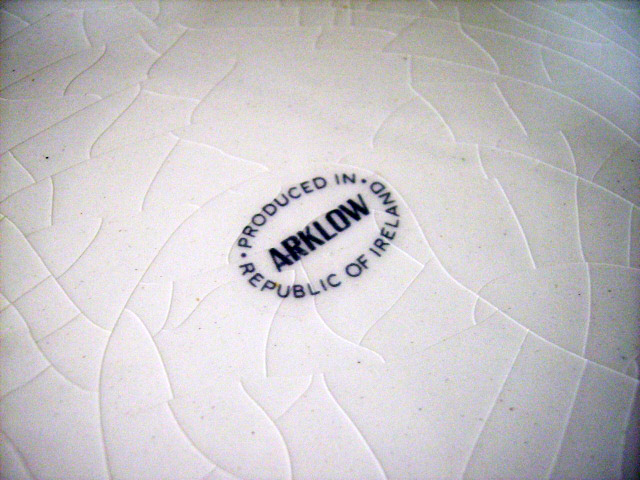 • PRODUCED IN •
ARKLOW
REPUBLIC OF IRELAND